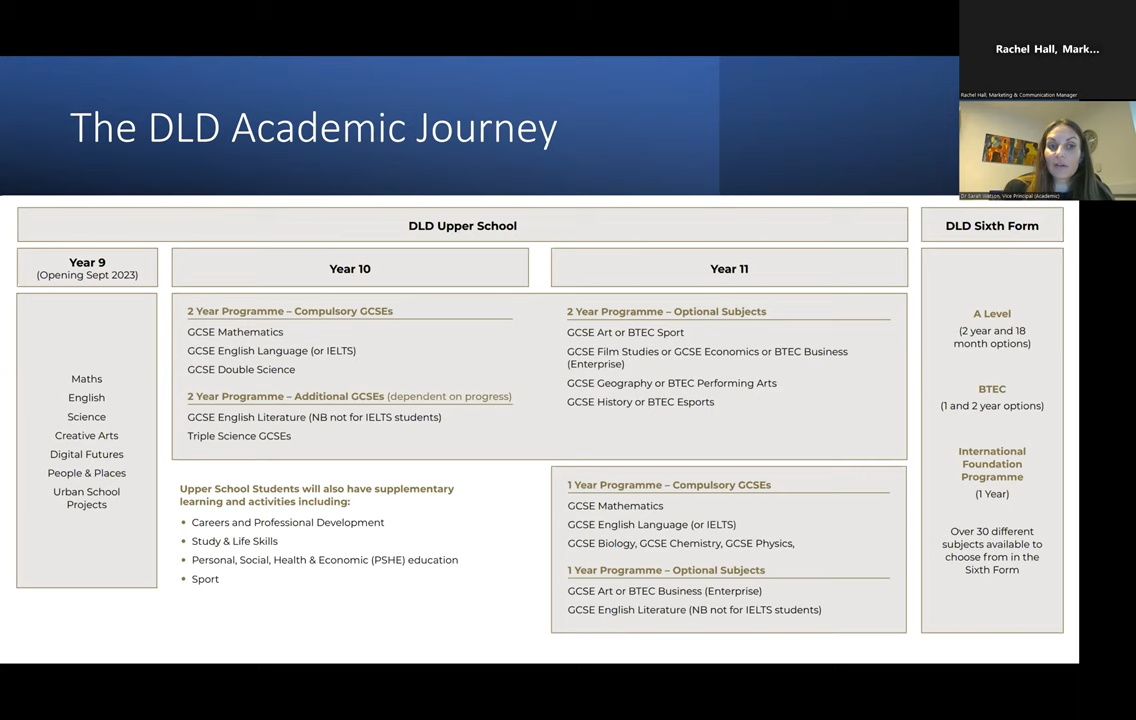 Rachel Hall, Mark...
Rachel Hall, Marketing & Communication Manager
Dr Sarah Watson, Vice Principal (Academic)
The DLD Academic Journey
DLD Upper School
DLD Sixth Form
Year 9
(Opening Sept 2023)
Maths
English
Science
Creative Arts
Digital Futures
People & Places
Urban School
Projects
Year 10
Year 11
2 Year Programme – Compulsory GCSEs
GCSE Mathematics
GCSE English Language (or IELTS)
GCSE Double Science
2 Year Programme – Additional GCSEs (dependent on progress)
GCSE English Literature (NB not for IELTS students)
Triple Science GCSEs
2 Year Programme – Optional Subjects
GCSE Art or BTEC Sport
GCSE Film Studies or GCSE Economics or BTEC Business
(Enterprise)
GCSE Geography or BTEC Performing Arts
GCSE History or BTEC Esports
Upper School Students will also have supplementary
learning and activities including:
• Careers and Professional Development
• Study & Life Skills
• Personal, Social, Health & Economic (PSHE) education
• Sport
1 Year Programme – Compulsory GCSEs
GCSE Mathematics
GCSE English Language (or IELTS)
GCSE Biology, GCSE Chemistry, GCSE Physics,
1 Year Programme – Optional Subjects
GCSE Art or BTEC Business (Enterprise)
GCSE English Literature (NB not for IELTS students)
A Level
(2 year and 18
month options)
BTEC
(1 and 2 year options)
International
Foundation
Programme
(1 Year)
Over 30 different
subjects available to
choose from in the
Sixth Form